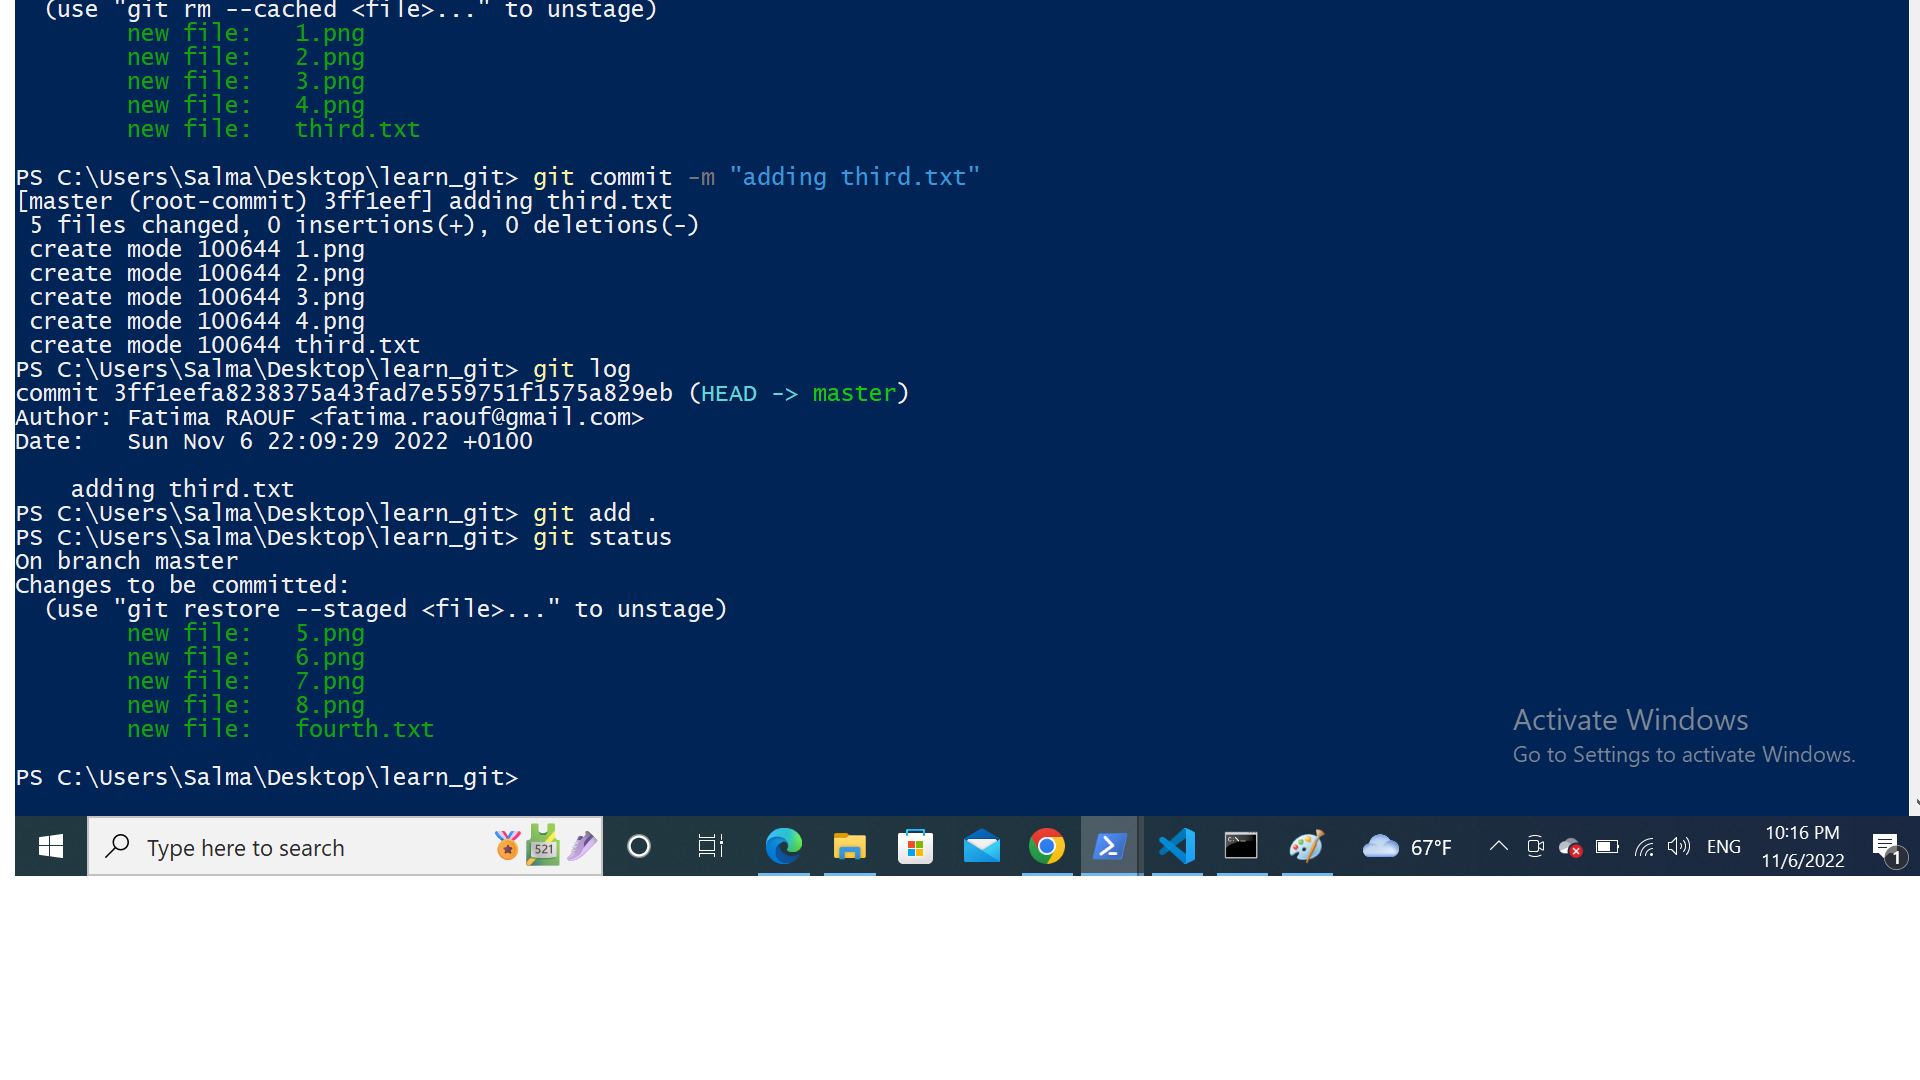 (use "git rm --cached <file>..." to unstage)
new file:   1.png
new file:   2.png
new file:   3.png
new file:   4.png
new file:   third.txt
PS C:\Users\Salma\Desktop\learn_git> git commit -m "adding third.txt"
[master (root-commit) 3ff1eef] adding third.txt
5 files changed, 0 insertions(+), 0 deletions(-)
create mode 100644 1.png
create mode 100644 2.png
create mode 100644 3.png
create mode 100644 4.png
create mode 100644 third.txt
PS C:\Users\Salma\Desktop\learn_git> git log
commit 3ff1eefa8238375a43fad7e559751f1575a829eb (HEAD -> master)
Author: Fatima RAOUF <fatima.raouf@gmail.com>
Date:   Sun Nov 6 22:09:29 2022 +0100
adding third.txt
PS C:\Users\Salma\Desktop\learn_git> git add .
PS C:\Users\Salma\Desktop\learn_git> git status
On branch master
Changes to be committed:
(use "git restore --staged <file>..." to unstage)
new file:   5.png
new file:   6.png
new file:   7.png
new file:   8.png
new file:   fourth.txt
PS C:\Users\Salma\Desktop\learn_git>
Activate Windows
Go to Settings to activate Windows.
Type here to search
521
67°F
ENG
10:16 PM
11/6/2022
1